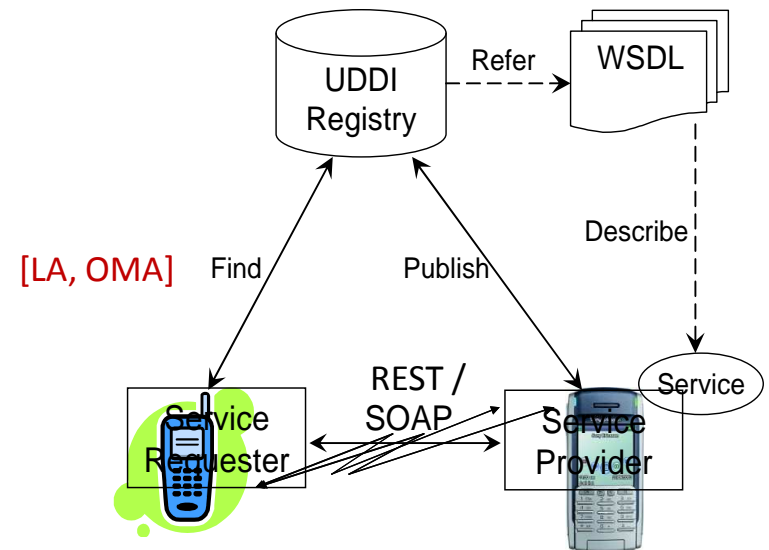 UDDI
Registry
Refer
WSDL
Describe
[LA, OMA]
Find
Publish
REST /
SOAP
Service
Requester
Service
Provider
Service